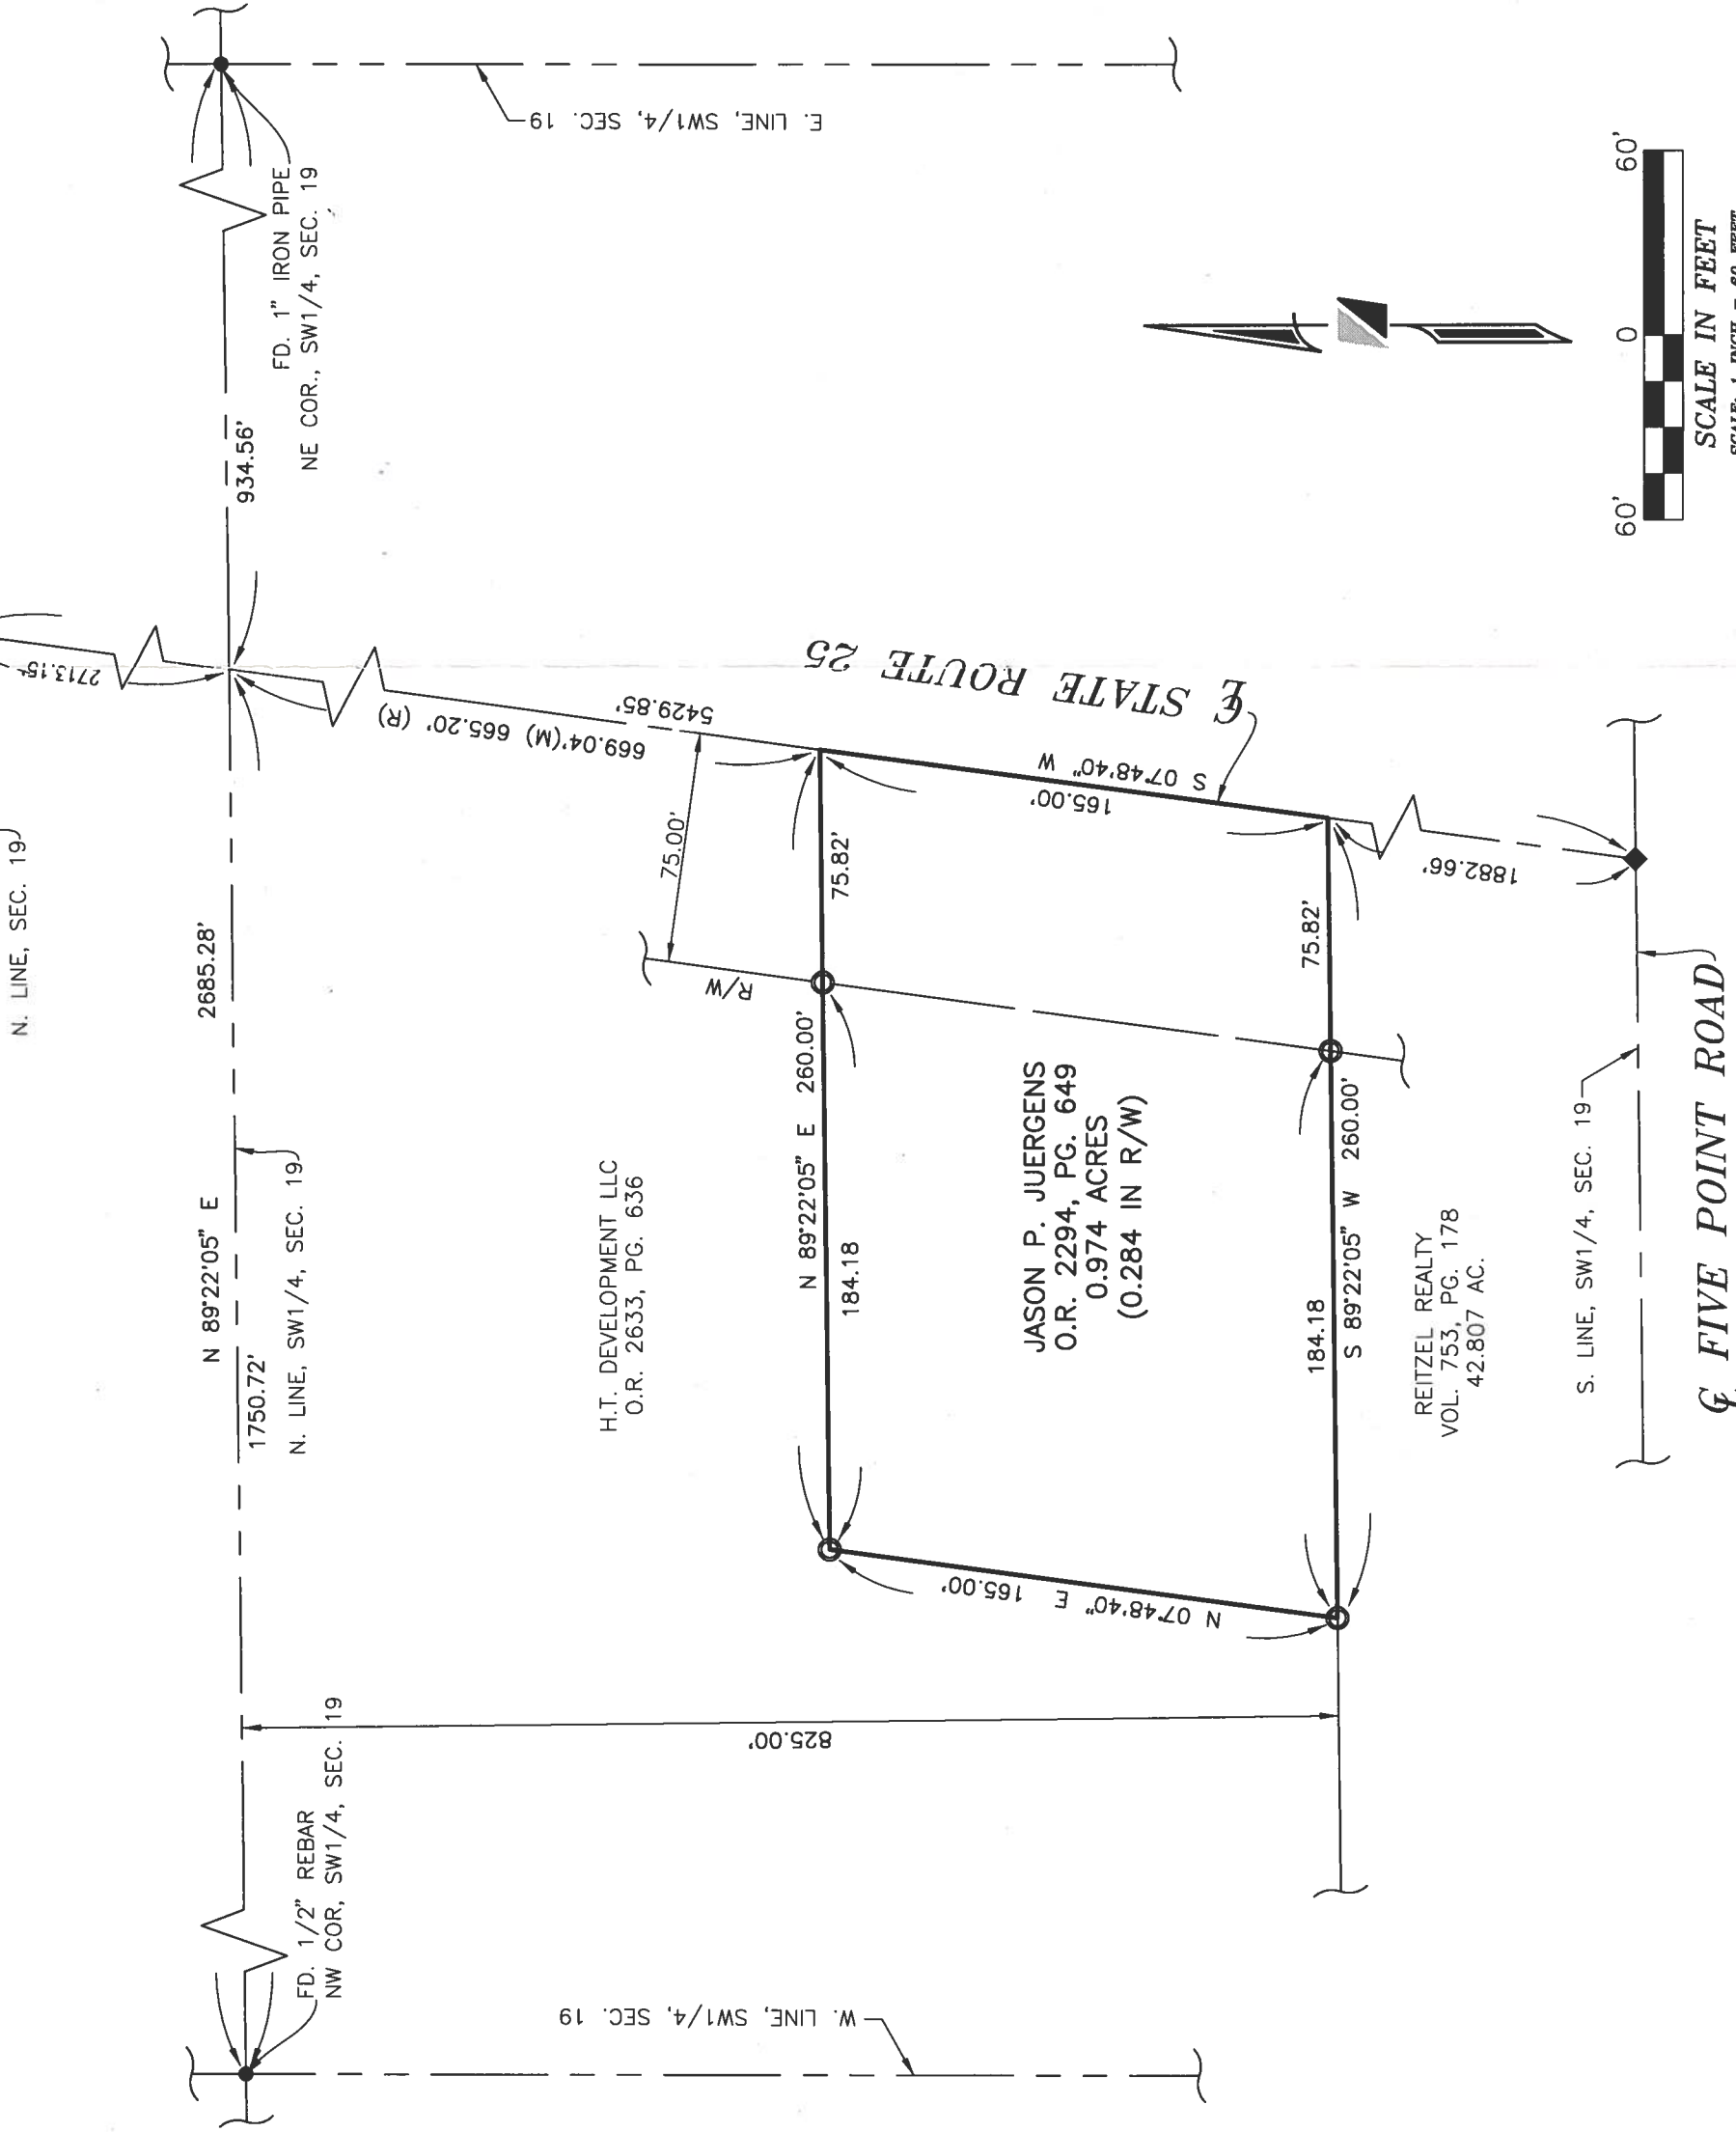 N. LINE, SEC. 19
2713.15'
N 89°22'05" E
2685.28'
1750.72'
934.56'
N. LINE, SW1/4, SEC. 19
FD. 1/2" REBAR
NW COR, SW1/4, SEC. 19
FD. 1" IRON PIPE
NE COR., SW1/4, SEC. 19
E. LINE, SW1/4, SEC. 19
W. LINE, SW1/4, SEC. 19
825.00'
669.04'(M) 665.20' (R)
5429.85'
75.00'
R/W
℄ STATE ROUTE 25
H.T. DEVELOPMENT LLC
O.R. 2633, PG. 636
N 89°22'05" E 260.00'
184.18
75.82'
S 07°48'40" W
165.00'
N 07°48'40" E 165.00'
JASON P. JUERGENS
O.R. 2294, PG. 649
0.974 ACRES
(0.284 IN R/W)
184.18
75.82'
S 89°22'05" W 260.00'
REITZEL REALTY
VOL. 753, PG. 178
42.807 AC.
1882.66'
S. LINE, SW1/4, SEC. 19
℄ FIVE POINT ROAD
60' 0 60'
SCALE IN FEET
SCALE: 1 INCH = 60 FEET